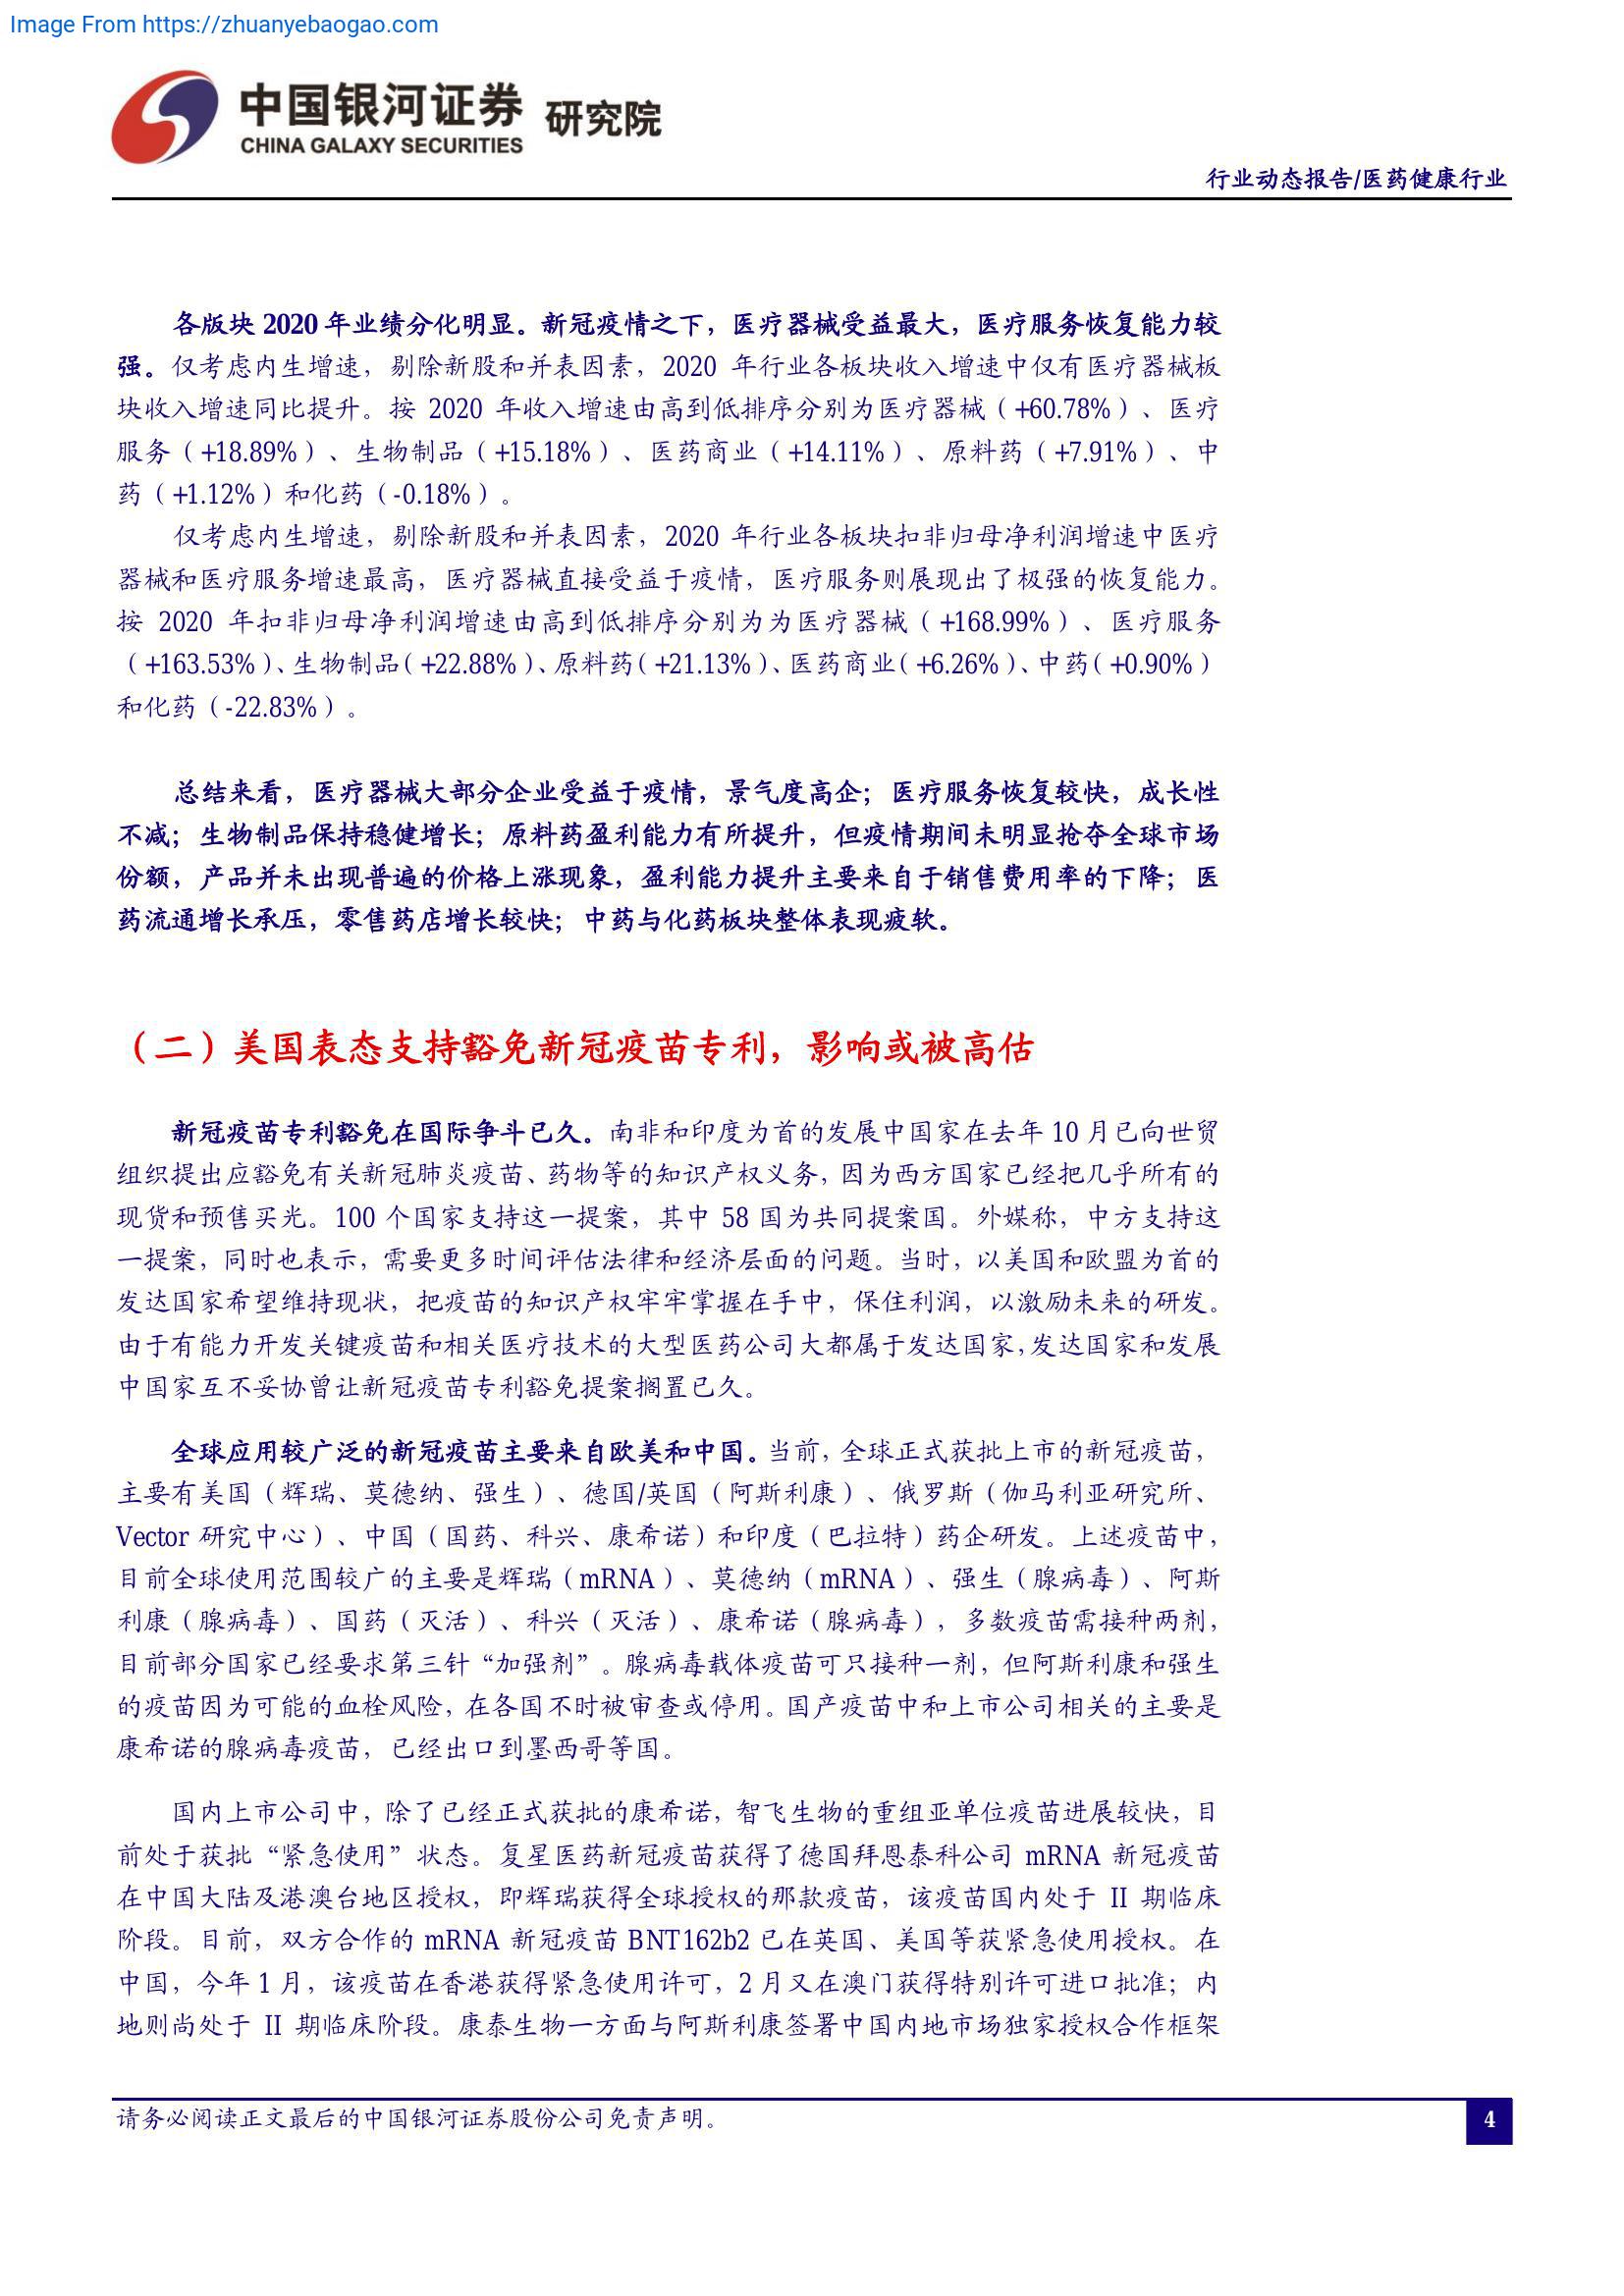 Image From https://zhuanyebaogao.com
中国银河证券 研究院
CHINA GALAXY SECURITIES
行业动态报告/医药健康行业
各版块 2020 年业绩分化明显。新冠疫情之下，医疗器械受益最大，医疗服务恢复能力较
强。仅考虑内生增速，剔除新股和并表因素，2020 年行业各板块收入增速中仅有医疗器械板
块收入增速同比提升。按 2020 年收入增速由高到低排序分别为医疗器械（+60.78%）、医疗
服务（+18.89%）、生物制品（+15.18%）、医药商业（+14.11%）、原料药（+7.91%）、中
药（+1.12%）和化药（-0.18%）。
仅考虑内生增速，剔除新股和并表因素，2020 年行业各板块扣非归母净利润增速中医疗
器械和医疗服务增速最高，医疗器械直接受益于疫情，医疗服务则展现出了极强的恢复能力。
按 2020 年扣非归母净利润增速由高到低排序分别为为医疗器械（+168.99%）、医疗服务
（+163.53%）、生物制品（+22.88%）、原料药（+21.13%）、医药商业（+6.26%）、中药（+0.90%）
和化药（-22.83%）。
总结来看，医疗器械大部分企业受益于疫情，景气度高企；医疗服务恢复较快，成长性
不减；生物制品保持稳健增长；原料药盈利能力有所提升，但疫情期间未明显抢夺全球市场
份额，产品并未出现普遍的价格上涨现象，盈利能力提升主要来自于销售费用率的下降；医
药流通增长承压，零售药店增长较快；中药与化药板块整体表现疲软。
（二）美国表态支持豁免新冠疫苗专利，影响或被高估
新冠疫苗专利豁免在国际争斗已久。南非和印度为首的发展中国家在去年 10 月已向世贸
组织提出应豁免有关新冠肺炎疫苗、药物等的知识产权义务，因为西方国家已经把几乎所有的
现货和预售买光。100 个国家支持这一提案，其中 58 国为共同提案国。外媒称，中方支持这
一提案，同时也表示，需要更多时间评估法律和经济层面的问题。当时，以美国和欧盟为首的
发达国家希望维持现状，把疫苗的知识产权牢牢掌握在手中，保住利润，以激励未来的研发。
由于有能力开发关键疫苗和相关医疗技术的大型医药公司大都属于发达国家，发达国家和发展
中国家互不妥协曾让新冠疫苗专利豁免提案搁置已久。
全球应用较广泛的新冠疫苗主要来自欧美和中国。当前，全球正式获批上市的新冠疫苗，
主要有美国（辉瑞、莫德纳、强生）、德国/英国（阿斯利康）、俄罗斯（伽马利亚研究所、
Vector 研究中心）、中国（国药、科兴、康希诺）和印度（巴拉特）药企研发。上述疫苗中，
目前全球使用范围较广的主要是辉瑞（mRNA）、莫德纳（mRNA）、强生（腺病毒）、阿斯
利康（腺病毒）、国药（灭活）、科兴（灭活）、康希诺（腺病毒），多数疫苗需接种两剂，
目前部分国家已经要求第三针“加强剂”。腺病毒载体疫苗可只接种一剂，但阿斯利康和强生
的疫苗因为可能的血栓风险，在各国不时被审查或停用。国产疫苗中和上市公司相关的主要是
康希诺的腺病毒疫苗，已经出口到墨西哥等国。
国内上市公司中，除了已经正式获批的康希诺，智飞生物的重组亚单位疫苗进展较快，目
前处于获批“紧急使用”状态。复星医药新冠疫苗获得了德国拜恩泰科公司 mRNA 新冠疫苗
在中国大陆及港澳台地区授权，即辉瑞获得全球授权的那款疫苗，该疫苗国内处于 II 期临床
阶段。目前，双方合作的 mRNA 新冠疫苗 BNT162b2 已在英国、美国等获紧急使用授权。在
中国，今年 1 月，该疫苗在香港获得紧急使用许可，2 月又在澳门获得特别许可进口批准；内
地则尚处于 II 期临床阶段。康泰生物一方面与阿斯利康签署中国内地市场独家授权合作框架
请务必阅读正文最后的中国银河证券股份公司免责声明。
4